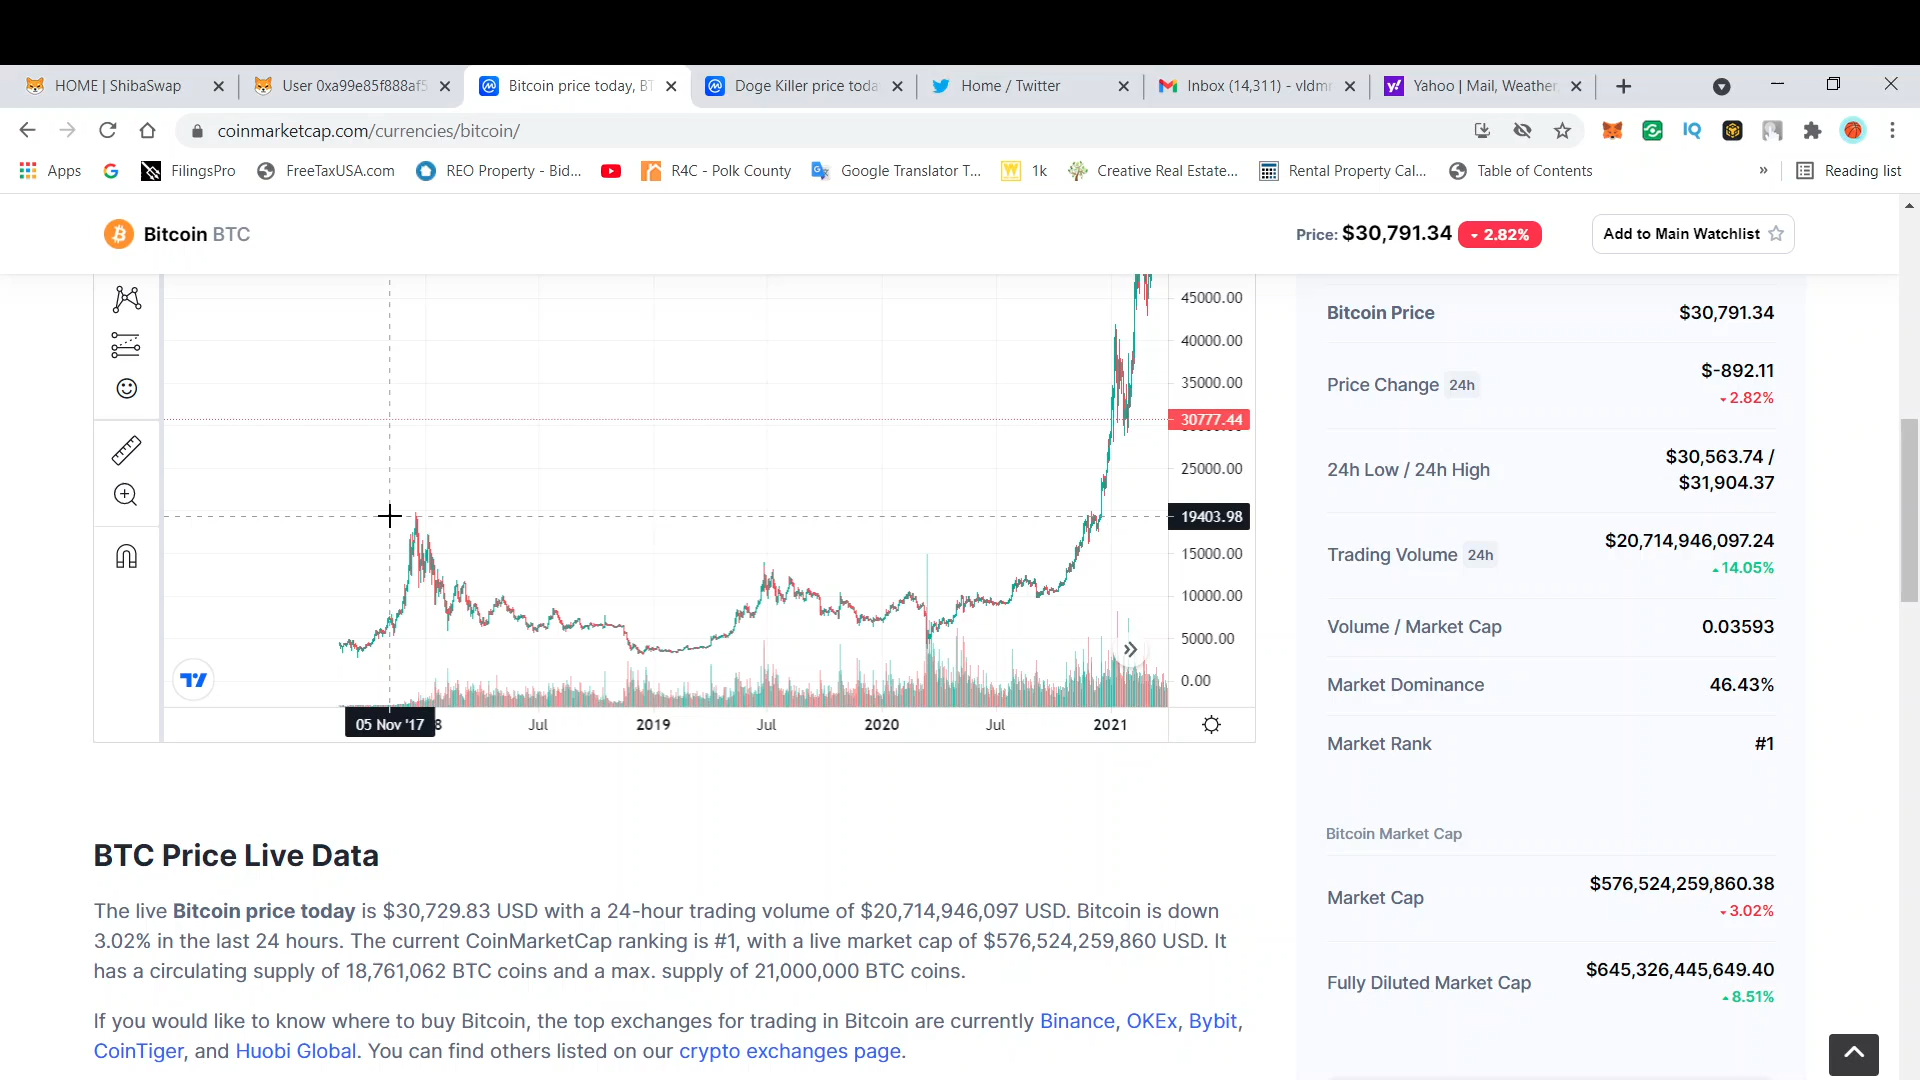 HOME | ShibaSwap
User 0xa99e85f888af5
Bitcoin price today, BT
Doge Killer price toda
Home / Twitter
Inbox (14,311) - vldmr
Yahoo | Mail, Weather,
coinmarketcap.com/currencies/bitcoin/
IQ
Apps
FilingsPro
FreeTaxUSA.com
REO Property - Bid...
R4C - Polk County
Google Translator T...
1k
Creative Real Estate...
Rental Property Cal...
Table of Contents
»
Reading list
Bitcoin BTC
Price: $30,791.34
2.82%
Add to Main Watchlist
45000.00
40000.00
35000.00
30777.44
25000.00
19403.98
15000.00
10000.00
5000.00
0.00
05 Nov '17
8
Jul
2019
Jul
2020
Jul
2021
Bitcoin Price
$30,791.34
Price Change 24h
$-892.11
2.82%
24h Low / 24h High
$30,563.74 /
$31,904.37
Trading Volume 24h
$20,714,946,097.24
14.05%
Volume / Market Cap
0.03593
Market Dominance
46.43%
Market Rank
#1
Bitcoin Market Cap
Market Cap
$576,524,259,860.38
3.02%
Fully Diluted Market Cap
$645,326,445,649.40
8.51%
BTC Price Live Data
The live Bitcoin price today is $30,729.83 USD with a 24-hour trading volume of $20,714,946,097 USD. Bitcoin is down
3.02% in the last 24 hours. The current CoinMarketCap ranking is #1, with a live market cap of $576,524,259,860 USD. It
has a circulating supply of 18,761,062 BTC coins and a max. supply of 21,000,000 BTC coins.
If you would like to know where to buy Bitcoin, the top exchanges for trading in Bitcoin are currently Binance, OKEx, Bybit,
CoinTiger, and Huobi Global. You can find others listed on our crypto exchanges page.